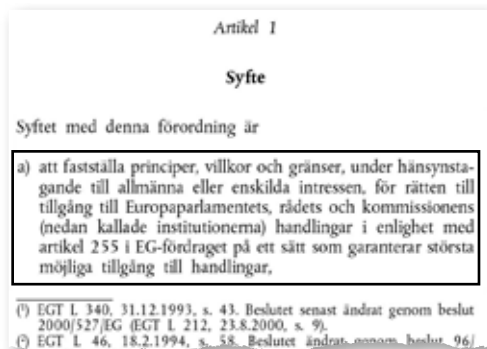 Artikel 1
Syfte
Syftet med denna förordning är
a) att fastställa principer, villkor och gränser, under hänsynsta-
gande till allmänna eller enskilda intressen, för rätten till
tillgång till Europaparlamentets, rådets och kommissionens
(nedan kallade institutionerna) handlingar i enlighet med
artikel 255 i EG-fördraget på ett sätt som garanterar största
möjliga tillgång till handlingar,
(¹) EGT L 340, 31.12.1993, s. 43. Beslutet senast ändrat genom beslut
2000/527/EG (EGT L 212, 23.8.2000, s. 9).
EGT L 46, 18.2.1994, s. 58. Beslutet ändrat genom beslut 96/